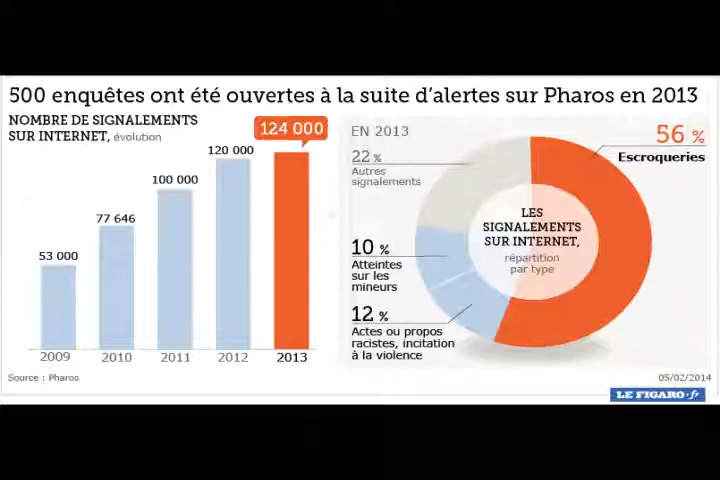 500 enquêtes ont été ouvertes à la suite d'alertes sur Pharos en 2013
NOMBRE DE SIGNALEMENTS
SUR INTERNET, évolution
53 000
77 646
100 000
120 000
124 000
2009
2010
2011
2012
2013
EN 2013
56 %
Escroqueries
22 %
Autres
signalements
10 %
Atteintes
sur les
mineurs
12 %
Actes ou propos
racistes, incitation
à la violence
LES
SIGNALEMENTS
SUR INTERNET,
répartition
par type
Source : Pharos
05/02/2014
LE FIGARO·fr